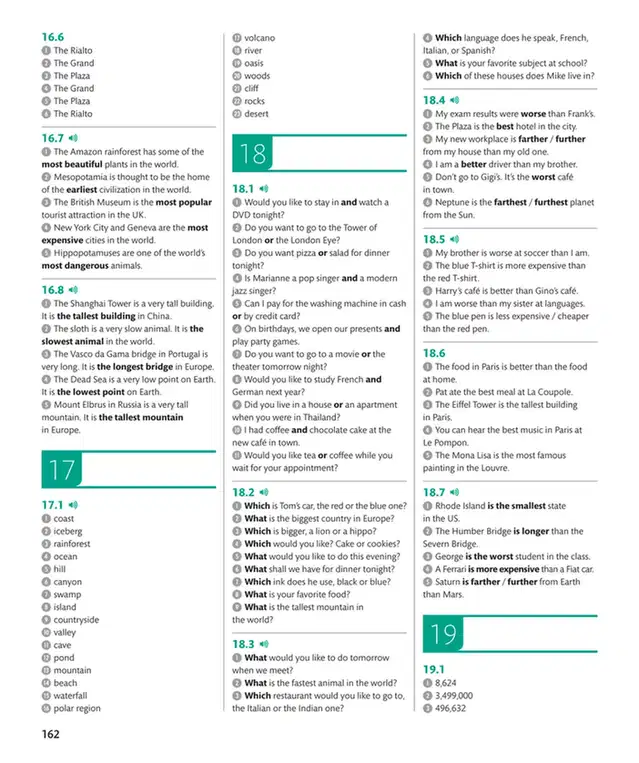 16.6
1 The Rialto
2 The Grand
3 The Plaza
4 The Grand
5 The Plaza
6 The Rialto
16.7
1 The Amazon rainforest has some of the
most beautiful plants in the world.
2 Mesopotamia is thought to be the home
of the earliest civilization in the world.
3 The British Museum is the most popular
tourist attraction in the UK.
4 New York City and Geneva are the most
expensive cities in the world.
5 Hippopotamuses are one of the world's
most dangerous animals.
16.8
1 The Shanghai Tower is a very tall building.
It is the tallest building in China.
2 The sloth is a very slow animal. It is the
slowest animal in the world.
3 The Vasco da Gama bridge in Portugal is
very long. It is the longest bridge in Europe.
4 The Dead Sea is a very low point on Earth.
It is the lowest point on Earth.
5 Mount Elbrus in Russia is a very tall
mountain. It is the tallest mountain
in Europe.
17
17.1
1 coast
2 iceberg
3 rainforest
4 ocean
5 hill
6 canyon
7 swamp
8 island
9 countryside
10 valley
11 cave
12 pond
13 mountain
14 beach
15 waterfall
16 polar region
17 volcano
18 river
19 oasis
20 woods
21 cliff
22 rocks
23 desert
18
18.1
1 Would you like to stay in and watch a
DVD tonight?
2 Do you want to go to the Tower of
London or the London Eye?
3 Do you want pizza or salad for dinner
tonight?
4 Is Marianne a pop singer and a modern
jazz singer?
5 Can I pay for the washing machine in cash
or by credit card?
6 On birthdays, we open our presents and
play party games.
7 Do you want to go to a movie or the
theater tomorrow night?
8 Would you like to study French and
German next year?
9 Did you live in a house or an apartment
when you were in Thailand?
10 I had coffee and chocolate cake at the
new café in town.
11 Would you like tea or coffee while you
wait for your appointment?
18.2
1 Which is Tom's car, the red or the blue one?
2 What is the biggest country in Europe?
3 Which is bigger, a lion or a hippo?
4 Which would you like? Cake or cookies?
5 What would you like to do this evening?
6 What shall we have for dinner tonight?
7 Which ink does he use, black or blue?
8 What is your favorite food?
9 What is the tallest mountain in
the world?
18.3
1 What would you like to do tomorrow
when we meet?
2 What is the fastest animal in the world?
3 Which restaurant would you like to go to,
the Italian or the Indian one?
4 Which language does he speak, French,
Italian, or Spanish?
5 What is your favorite subject at school?
6 Which of these houses does Mike live in?
18.4
1 My exam results were worse than Frank's.
2 The Plaza is the best hotel in the city.
3 My new workplace is farther / further
from my house than my old one.
4 I am a better driver than my brother.
5 Don't go to Gigi's. It's the worst café
in town.
6 Neptune is the farthest / furthest planet
from the Sun.
18.5
1 My brother is worse at soccer than I am.
2 The blue T-shirt is more expensive than
the red T-shirt.
3 Harry's café is better than Gino's café.
4 I am worse than my sister at languages.
5 The blue pen is less expensive / cheaper
than the red pen.
18.6
1 The food in Paris is better than the food
at home.
2 Pat ate the best meal at La Coupole.
3 The Eiffel Tower is the tallest building
in Paris.
4 You can hear the best music in Paris at
Le Pompon.
5 The Mona Lisa is the most famous
painting in the Louvre.
18.7
1 Rhode Island is the smallest state
in the US.
2 The Humber Bridge is longer than the
Severn Bridge.
3 George is the worst student in the class.
4 A Ferrari is more expensive than a Fiat car.
5 Saturn is farther / further from Earth
than Mars.
19
19.1
1 8,624
2 3,499,000
3 496,632
162